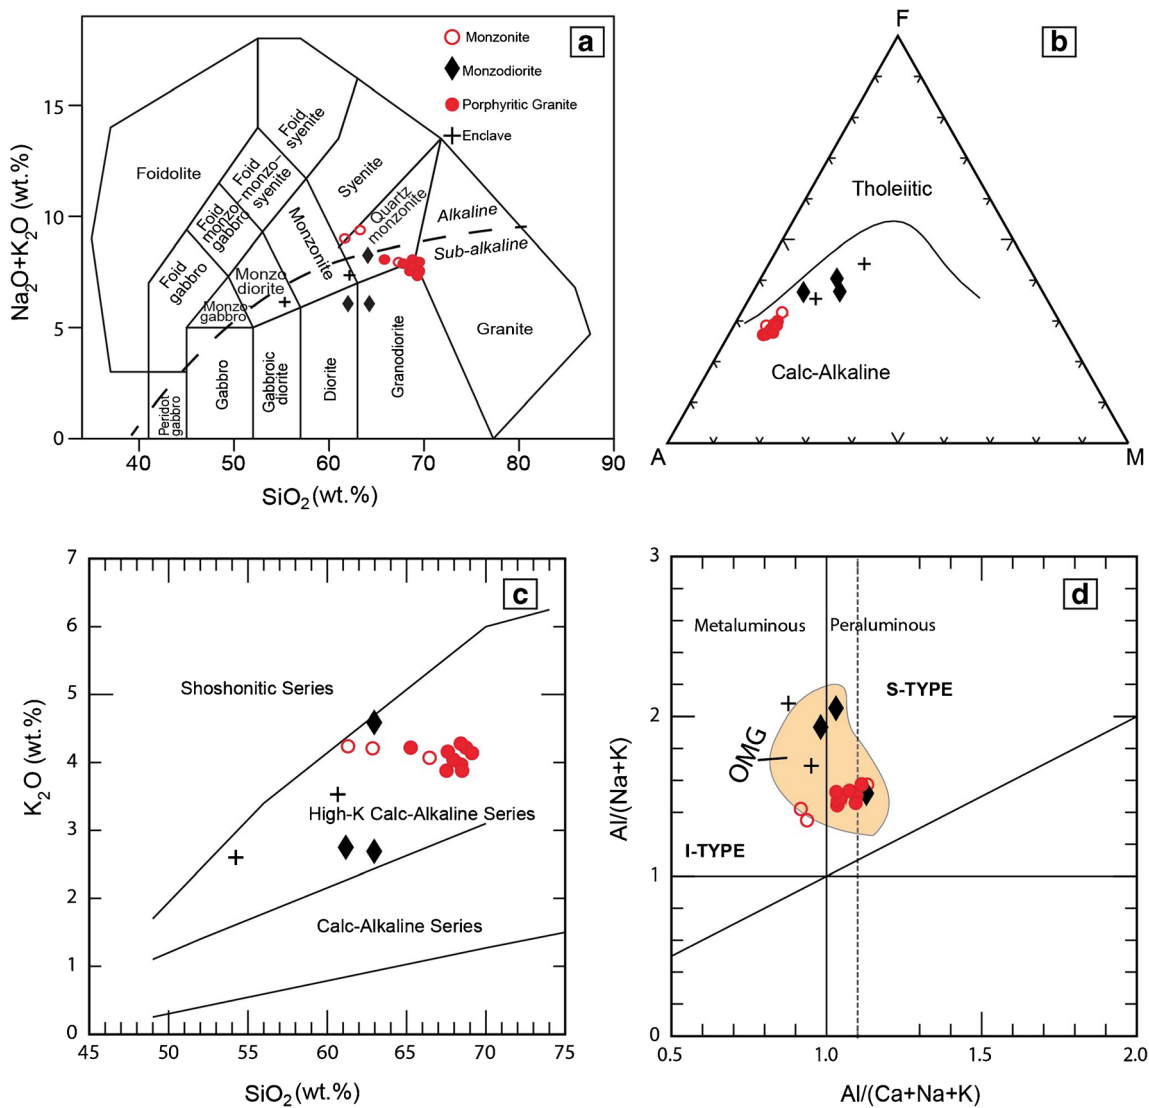 a
Monzonite
Monzodiorite
Porphyritic Granite
Enclave
15
10
5
0
Na2O+K2O (wt.%)
Foidolite
Foid
syenite
Foid
monzo-
syenite
Foid
monzo-
gabbro
Foid
gabbro
Syenite
Quartz
monzonite
Monzonite
Monzo
diorite
Monzo-
gabbro
Alkaline
Sub-alkaline
Peridot
gabbro
Gabbro
Gabbroic
diorite
Diorite
Granodiorite
Granite
40
50
60
70
80
90
SiO2 (wt.%)
b
F
Tholeiitic
Calc-Alkaline
A
M
c
7
6
5
4
3
2
1
0
K2O (wt.%)
Shoshonitic Series
High-K Calc-Alkaline Series
Calc-Alkaline Series
45
50
55
60
65
70
75
SiO2 (wt.%)
d
3
2
1
0
Al/(Na+K)
Metaluminous
Peraluminous
S-TYPE
OMG
I-TYPE
0.5
1.0
1.5
2.0
Al/(Ca+Na+K)